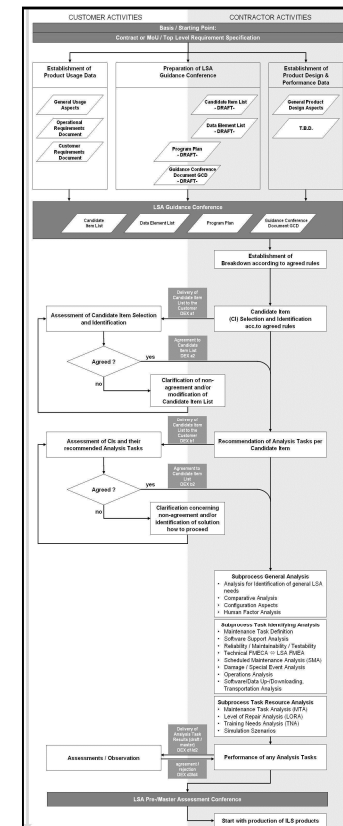 CUSTOMER ACTIVITIES
CONTRACTOR ACTIVITIES
Basis / Starting Point:
Contract or MoU / Top Level Requirement Specification
Establishment of
Product Usage Data
General Usage
Aspects
Operational
Requirements
Document
Customer
Requirements
Document
Preparation of LSA
Guidance Conference
Candidate Item List
- DRAFT-
Data Element List
- DRAFT-
Program Plan
- DRAFT-
Guidance Conference
Document GCD
- DRAFT-
Establishment of
Product Design &
Performance Data
General Product
Design Aspects
T.B.D.
LSA Guidance Conference
Candidate
Item List
Data Element List
Program Plan
Guidance Conference
Document GCD
Establishment of
Breakdown according to agreed rules
Delivery of
Candidate Item
List to the
Customer
DEX a1
Assessment of Candidate Item Selection
and Identification
Candidate Item
(CI) Selection and Identification
acc.to agreed rules
Agreement to
Candidate
Item List
DEX a2
Agreed ?
yes
no
Clarification of non-
agreement and/or
modification of
Candidate Item List
Delivery of
Candidate Item
List to the
Customer
DEX b1
Assessment of CIs and their
recommended Analysis Tasks
Recommendation of Analysis Tasks per
Candidate Item
Agreement to
Candidate Item
List
DEX b2
Agreed ?
yes
no
Clarification concerning
non-agreement and/or
identification of solution
how to proceed
Subprocess General Analysis
• Analysis for Identification of general LSA
needs
• Comparative Analysis
• Configuration Aspects
• Human Factor Analysis
Subprocess Task Identifying Analysis
• Maintenance Task Definition
• Software Support Analysis
• Reliability / Maintainability / Testability
• Technical FMECA ⇔ LSA FMEA
• Scheduled Maintenance Analysis (SMA)
• Damage / Special Event Analysis
• Operations Analysis
• Software/Data Up-/Downloading,
Transportation Analysis
Subprocess Task Resource Analysis
• Maintenance Task Analysis (MTA)
• Level of Repair Analysis (LORA)
• Training Needs Analysis (TNA)
• Simulation Szenarios
Delivery of
Analysis Task
Results (draft /
master)
Assessments / Observation
Performance of any Analysis Tasks
agreement /
rejection
LSA Pre/Master Assessment Conference
Start with production of ILS products